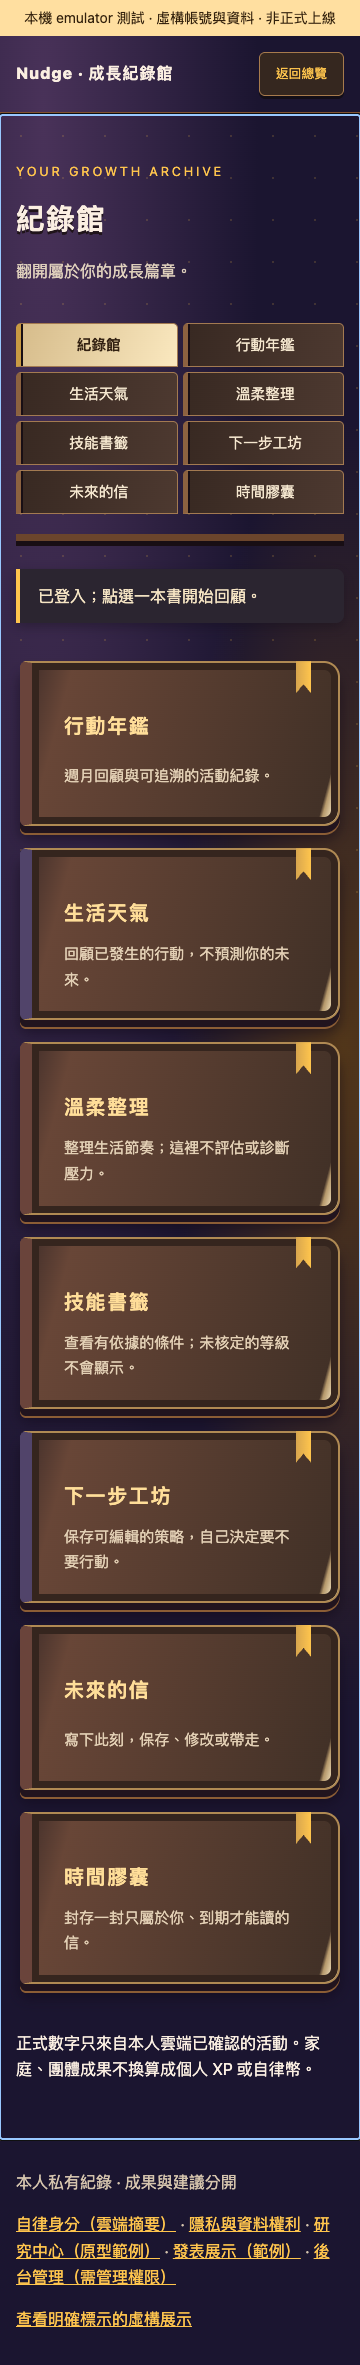 本機 emulator 測試 · 虛構帳號與資料 · 非正式上線
Nudge · 成長紀錄館
返回總覽
YOUR GROWTH ARCHIVE
紀錄館
翻開屬於你的成長篇章。
紀錄館
行動年鑑
生活天氣
溫柔整理
技能書籤
下一步工坊
未來的信
時間膠囊
已登入；點選一本書開始回顧。
行動年鑑
週月回顧與可追溯的活動紀錄。
生活天氣
回顧已發生的行動，不預測你的未
來。
溫柔整理
整理生活節奏；這裡不評估或診斷
壓力。
技能書籤
查看有依據的條件；未核定的等級
不會顯示。
下一步工坊
保存可編輯的策略，自己決定要不
要行動。
未來的信
寫下此刻，保存、修改或帶走。
時間膠囊
封存一封只屬於你、到期才能讀的
信。
正式數字只來自本人雲端已確認的活動。家
庭、團體成果不換算成個人 XP 或自律幣。
本人私有紀錄 · 成果與建議分開
自律身分（雲端摘要） · 隱私與資料權利 · 研
究中心（原型範例） · 發表展示（範例） · 後
台管理（需管理權限）
查看明確標示的虛構展示